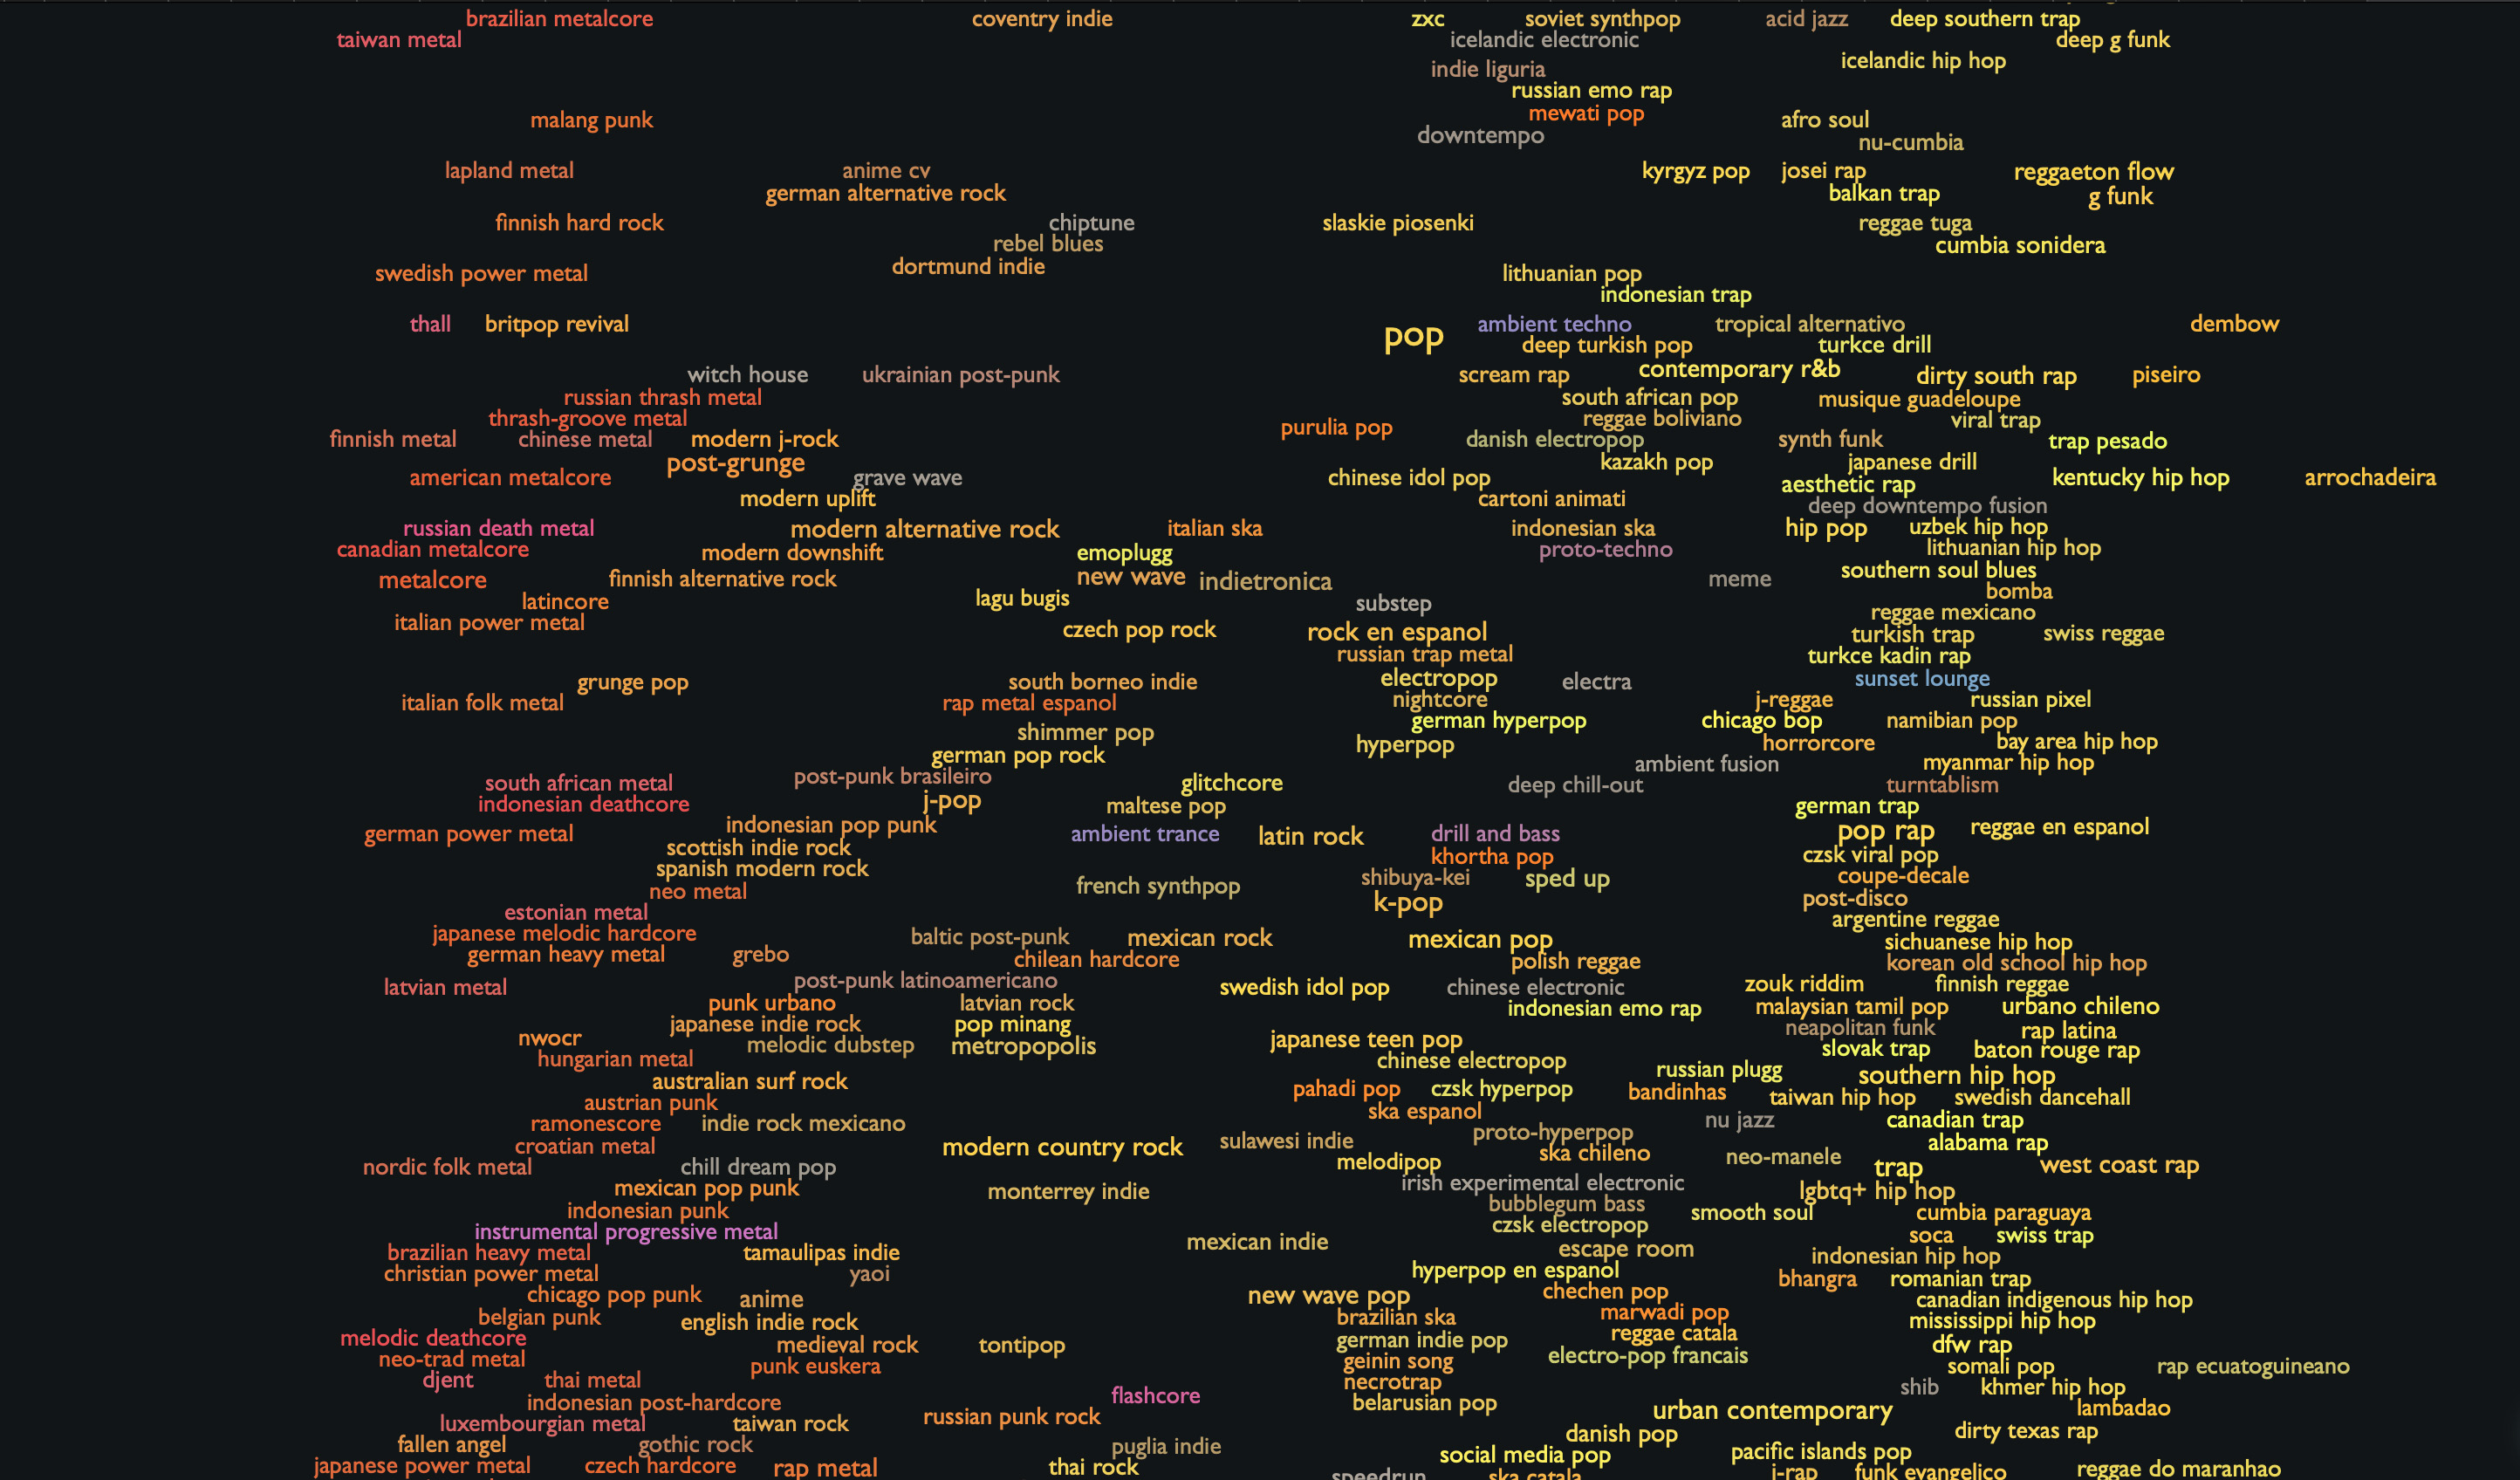 brazilian metalcore coventry indie zxc soviet synthpop acid jazz deep southern trap
taiwan metal icelandic electronic deep g funk
icelandic hip hop
indie liguria
russian emo rap
mewati pop
malang punk afro soul
downtempo
nu-cumbia
lapland metal anime cv kyrgyz pop josei rap reggaeton flow
german alternative rock balkan trap g funk
finnish hard rock chiptune slaskie piosenki reggae tuga
rebel blues cumbia sonidera
dortmund indie
swedish power metal lithuanian pop
indonesian trap
thall britpop revival pop ambient techno tropical alternativo dembow
deep turkish pop turkce drill
contemporary r&b
witch house ukrainian post-punk scream rap dirty south rap piseiro
russian thrash metal south african pop musique guadeloupe
thrash-groove metal reggae boliviano viral trap
purulia pop
finnish metal chinese metal modern j-rock danish electropop synth funk trap pesado
post-grunge kazakh pop japanese drill
american metalcore grave wave chinese idol pop aesthetic rap kentucky hip hop arrochadeira
modern uplift cartoni animati
deep downtempo fusion
russian death metal modern alternative rock italian ska indonesian ska hip pop uzbek hip hop
canadian metalcore modern downshift emoplugg proto-techno lithuanian hip hop
metalcore finnish alternative rock new wave indietronica meme southern soul blues
bomba
latincore lagu bugis substep
reggae mexicano
italian power metal czech pop rock rock en espanol turkish trap swiss reggae
russian trap metal turkce kadin rap
grunge pop south borneo indie electropop electra sunset lounge
italian folk metal rap metal espanol nightcore j-reggae russian pixel
german hyperpop chicago bop namibian pop
shimmer pop hyperpop horrorcore bay area hip hop
german pop rock ambient fusion myanmar hip hop
south african metal post-punk brasileiro glitchcore deep chill-out turntablism
indonesian deathcore j-pop maltese pop german trap
german power metal indonesian pop punk ambient trance latin rock drill and bass pop rap reggae en espanol
scottish indie rock khortha pop czsk viral pop
spanish modern rock coupe-decale
neo metal french synthpop shibuya-kei sped up
k-pop post-disco
estonian metal argentine reggae
japanese melodic hardcore baltic post-punk mexican rock mexican pop sichuanese hip hop
german heavy metal grebo chilean hardcore polish reggae korean old school hip hop
latvian metal post-punk latinoamericano swedish idol pop chinese electronic zouk riddim finnish reggae
punk urbano latvian rock indonesian emo rap malaysian tamil pop urbano chileno
japanese indie rock pop minang neapolitan funk rap latina
nwocr melodic dubstep metropopolis japanese teen pop slovak trap baton rouge rap
hungarian metal chinese electropop russian plugg
australian surf rock pahadi pop czsk hyperpop bandinhas southern hip hop
austrian punk ska espanol taiwan hip hop swedish dancehall
ramonescore indie rock mexicano nu jazz canadian trap
croatian metal modern country rock sulawesi indie proto-hyperpop alabama rap
ska chileno neo-manele
nordic folk metal chill dream pop melodipop trap west coast rap
mexican pop punk monterrey indie irish experimental electronic lgbtq+ hip hop
indonesian punk bubblegum bass smooth soul cumbia paraguaya
instrumental progressive metal mexican indie czsk electropop soca swiss trap
brazilian heavy metal tamaulipas indie escape room indonesian hip hop
christian power metal yaoi hyperpop en espanol bhangra romanian trap
chicago pop punk anime new wave pop chechen pop canadian indigenous hip hop
belgian punk english indie rock brazilian ska marwadi pop mississippi hip hop
melodic deathcore medieval rock tontipop german indie pop reggae catala dfw rap
neo-trad metal punk euskera geinin song electro-pop francais somali pop rap ecuatoguineano
djent thai metal necrotrap shib khmer hip hop
indonesian post-hardcore flashcore belarusian pop urban contemporary lambadao
luxembourgian metal taiwan rock russian punk rock danish pop dirty texas rap
fallen angel gothic rock puglia indie social media pop pacific islands pop
japanese power metal czech hardcore rap metal thai rock speedrun ska catala j-rap funk evangelico reggae do maranhao